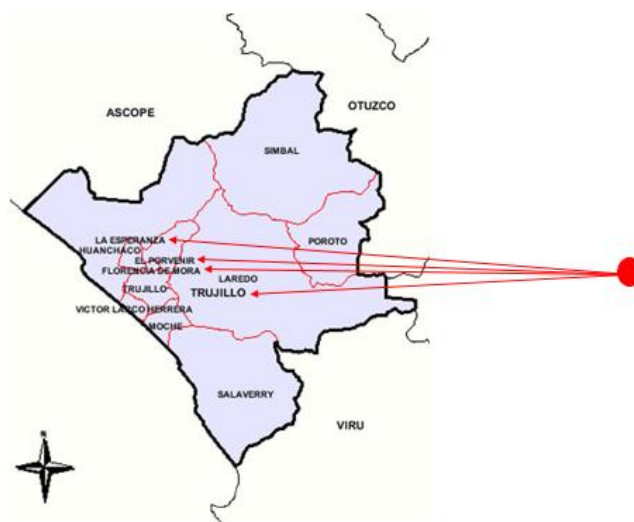 ASCOPE
OTUZCO
SIMBAL
LA ESPERANZA
POROTO
HUANCHACO
EL PORVENIR
FLORENCIA DE MORA
LAREDO
TRUJILLO
TRUJILLO
VICTOR LARCO HERRERA
MOCHE
SALAVERRY
VIRU
N